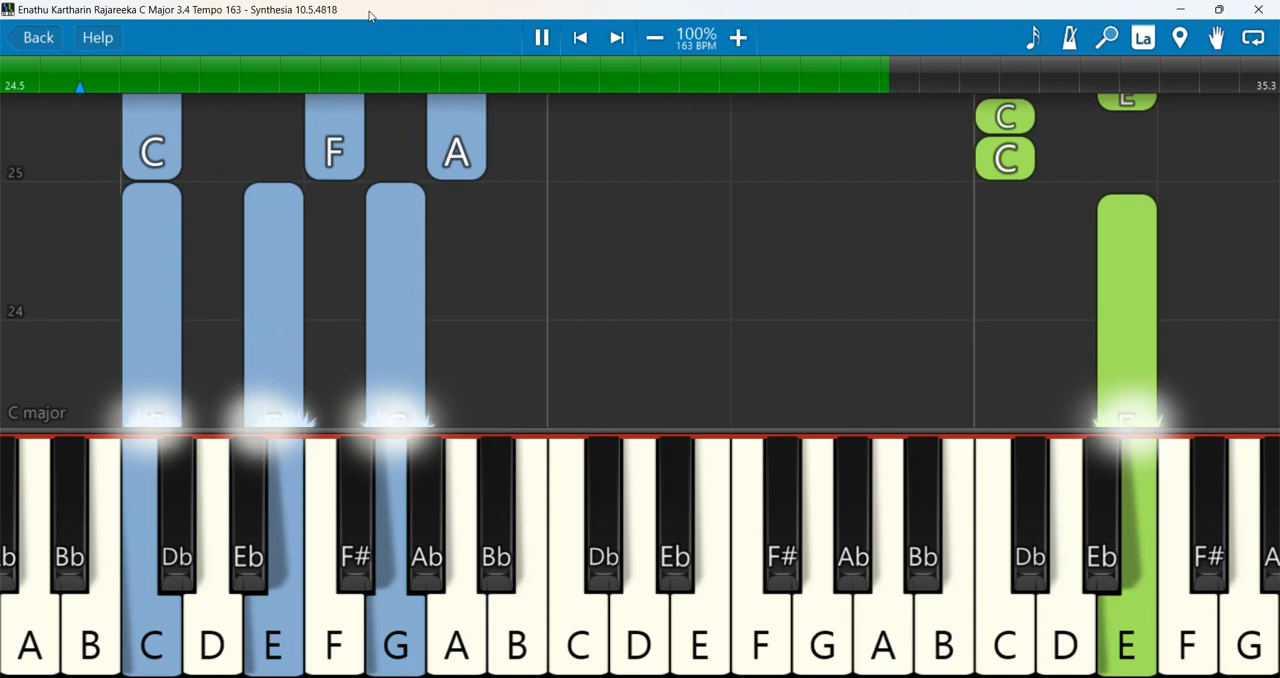 Enathu Kartharin Rajareeka C Major 3.4 Tempo 163 - Synthesia 10.5.4818
Back Help 100% La
163 BPM
24.5 35.3
E
C
C F A C
25
24
C major
b Bb Db Eb F# Ab Bb Db Eb F# Ab Bb Db Eb F# A
A B C D E F G A B C D E F G A B C D E F G